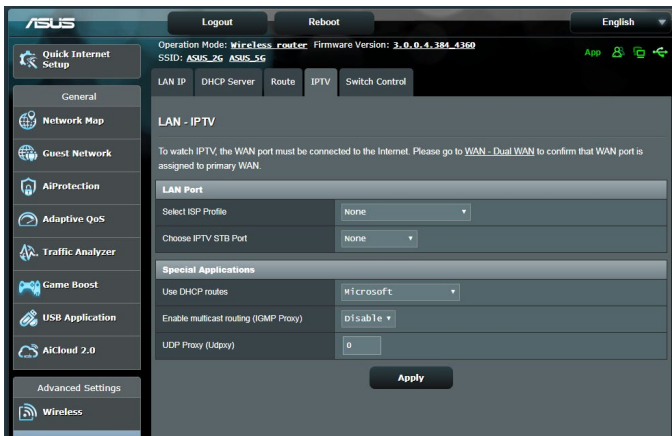 ASUS
Logout
Reboot
English
Quick Internet
Setup
Operation Mode: Wireless router Firmware Version: 3.0.0.4.384_4360
SSID: ASUS_2G ASUS_5G
App
General
Network Map
Guest Network
AiProtection
Adaptive QoS
Traffic Analyzer
Game Boost
USB Application
AiCloud 2.0
Advanced Settings
Wireless
LAN IP
DHCP Server
Route
IPTV
Switch Control
LAN - IPTV
To watch IPTV, the WAN port must be connected to the Internet. Please go to WAN - Dual WAN to confirm that WAN port is
assigned to primary WAN.
LAN Port
Select ISP Profile None
Choose IPTV STB Port None
Special Applications
Use DHCP routes Microsoft
Enable multicast routing (IGMP Proxy) Disable
UDP Proxy (Udpxy) 0
Apply